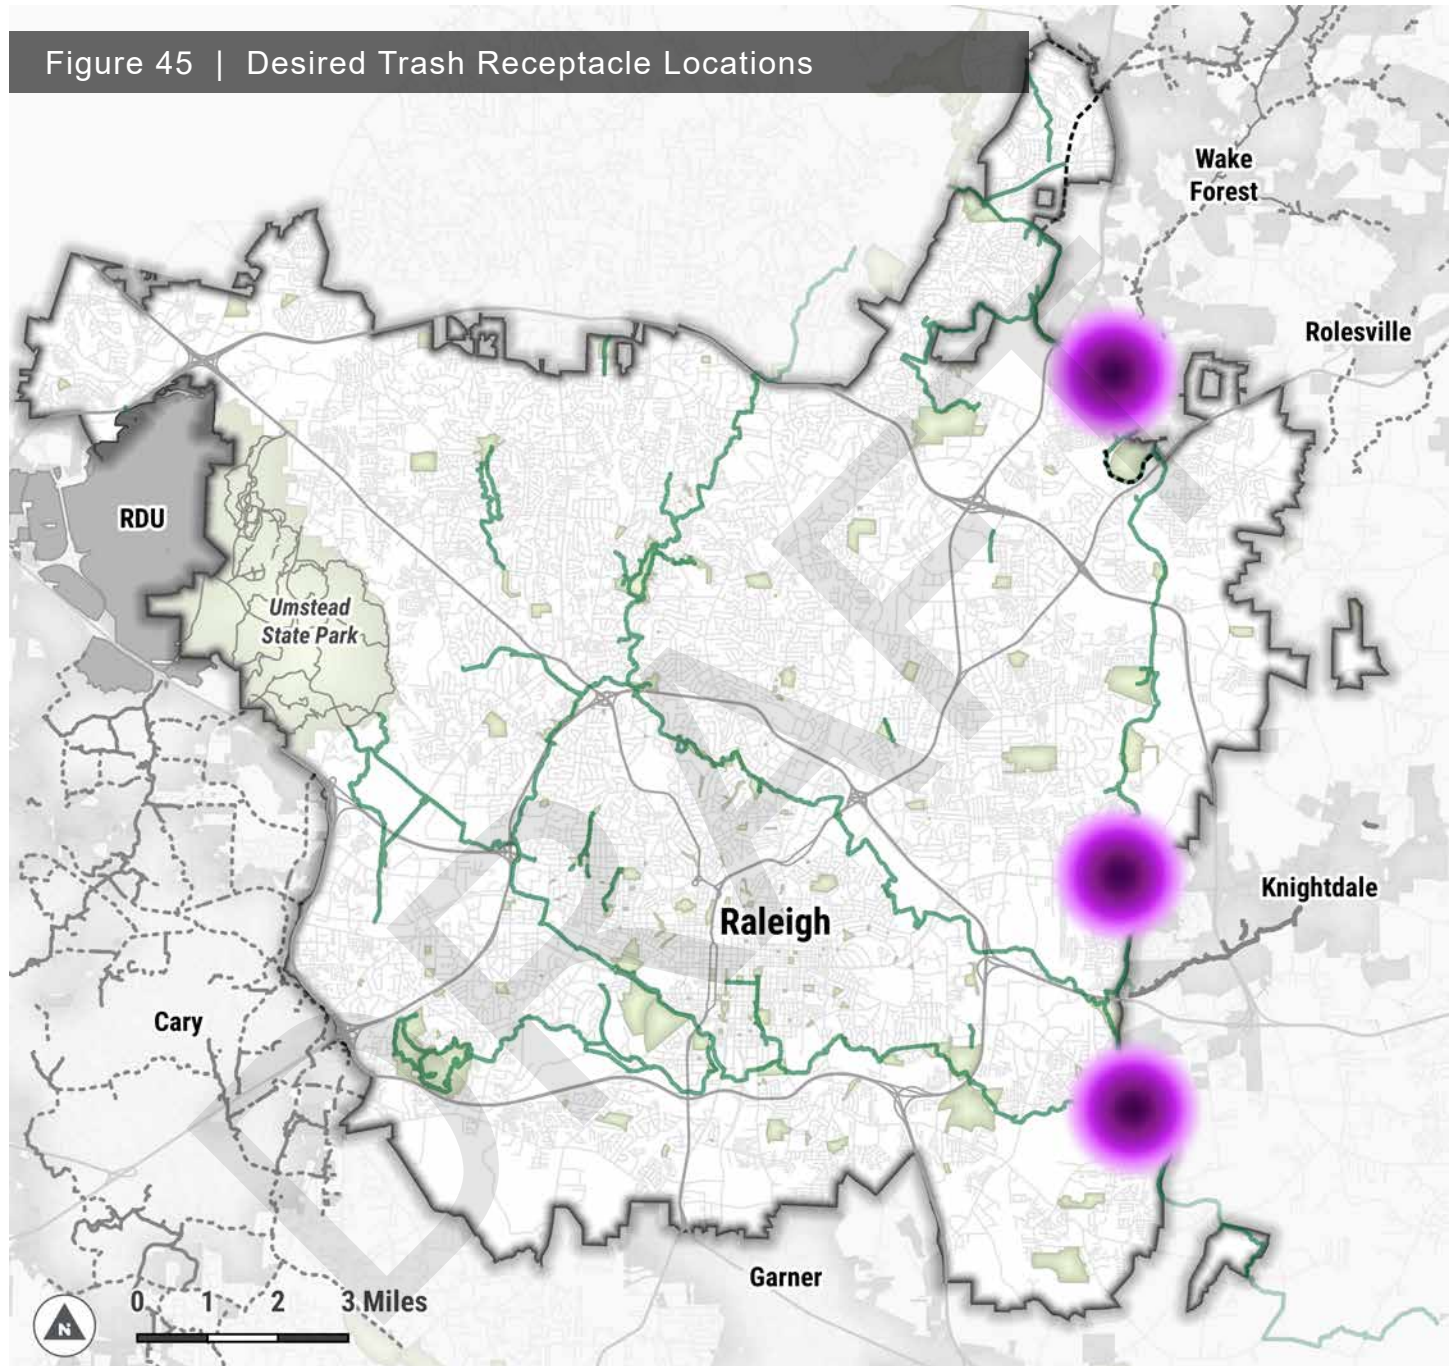 Figure 45 | Desired Trash Receptacle Locations
Wake
Forest
Rolesville
RDU
Umstead
State Park
Knightdale
Raleigh
Cary
Garner
0 1 2 3 Miles
N
DRAFT